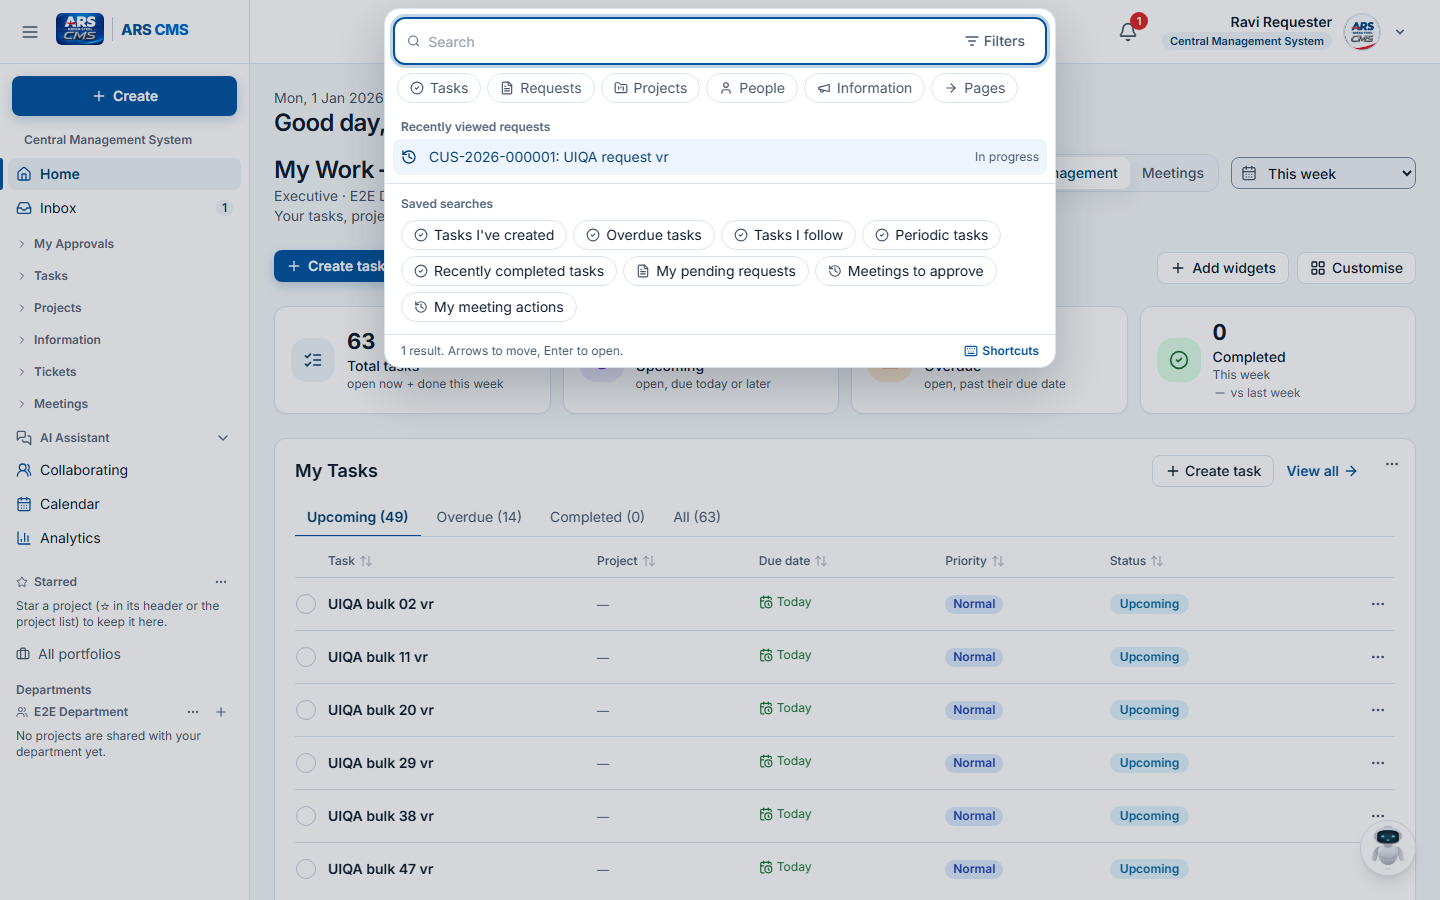 ARS
CMS
ARS CMS
Search
Filters
1
Ravi Requester
Central Management System
ARS
CMS
Create
Tasks
Requests
Projects
People
Information
Pages
Mon, 1 Jan 2026
Good day,
Recently viewed requests
CUS-2026-000001: UIQA request vr
In progress
Central Management System
Home
Inbox
1
My Approvals
Tasks
Projects
Information
Tickets
Meetings
AI Assistant
Collaborating
Calendar
Analytics
Starred
Star a project (☆ in its header or the
project list) to keep it here.
All portfolios
Departments
E2E Department
No projects are shared with your
department yet.
My Work -
Executive · E2E D
Your tasks, proje
Meetings
This week
Saved searches
Tasks I've created
Overdue tasks
Tasks I follow
Periodic tasks
Recently completed tasks
My pending requests
Meetings to approve
My meeting actions
1 result. Arrows to move, Enter to open.
Shortcuts
Create task
Add widgets
Customise
63
Total tasks
open now + done this week
Upcoming
open, due today or later
Overdue
open, past their due date
0
Completed
This week
— vs last week
My Tasks
Create task
View all
Upcoming (49)
Overdue (14)
Completed (0)
All (63)
Task
Project
Due date
Priority
Status
UIQA bulk 02 vr
—
Today
Normal
Upcoming
UIQA bulk 11 vr
—
Today
Normal
Upcoming
UIQA bulk 20 vr
—
Today
Normal
Upcoming
UIQA bulk 29 vr
—
Today
Normal
Upcoming
UIQA bulk 38 vr
—
Today
Normal
Upcoming
UIQA bulk 47 vr
—
Today
Normal
Upcoming